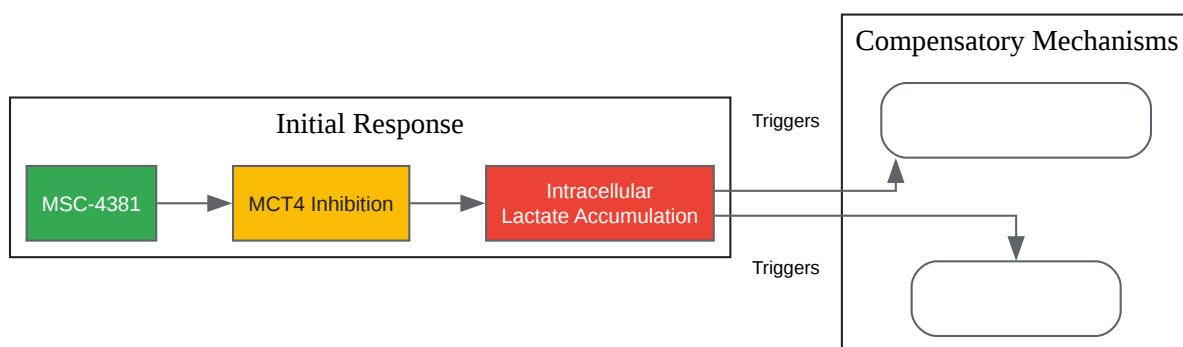 Compensatory Mechanisms
Initial Response
Triggers
MSC-4381
MCT4 Inhibition
Intracellular
Lactate Accumulation
Triggers